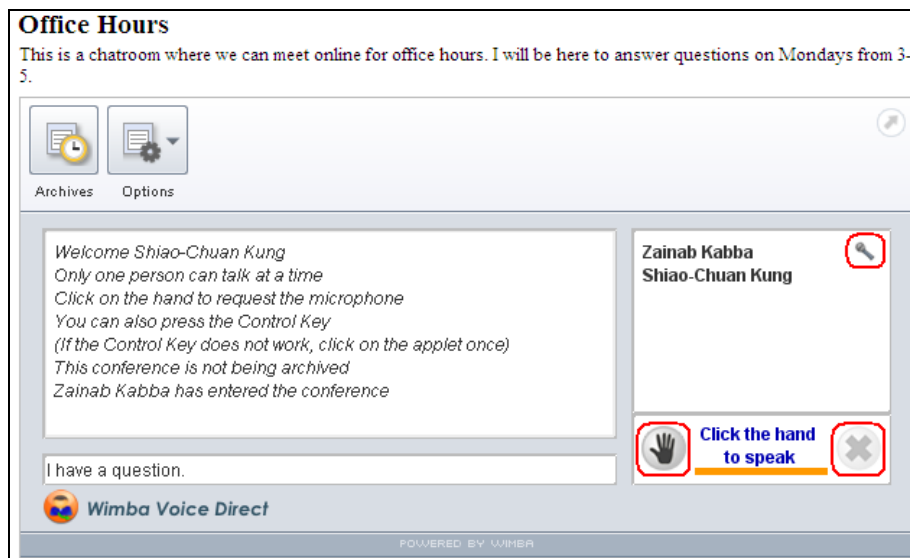 Office Hours
This is a chatroom where we can meet online for office hours. I will be here to answer questions on Mondays from 3-
5.
Archives Options
Welcome Shiao-Chuan Kung
Only one person can talk at a time
Click on the hand to request the microphone
You can also press the Control Key
(If the Control Key does not work, click on the applet once)
This conference is not being archived
Zainab Kabba has entered the conference
I have a question.
Zainab Kabba
Shiao-Chuan Kung
Click the hand
to speak
Wimba Voice Direct
POWERED BY WIMBA